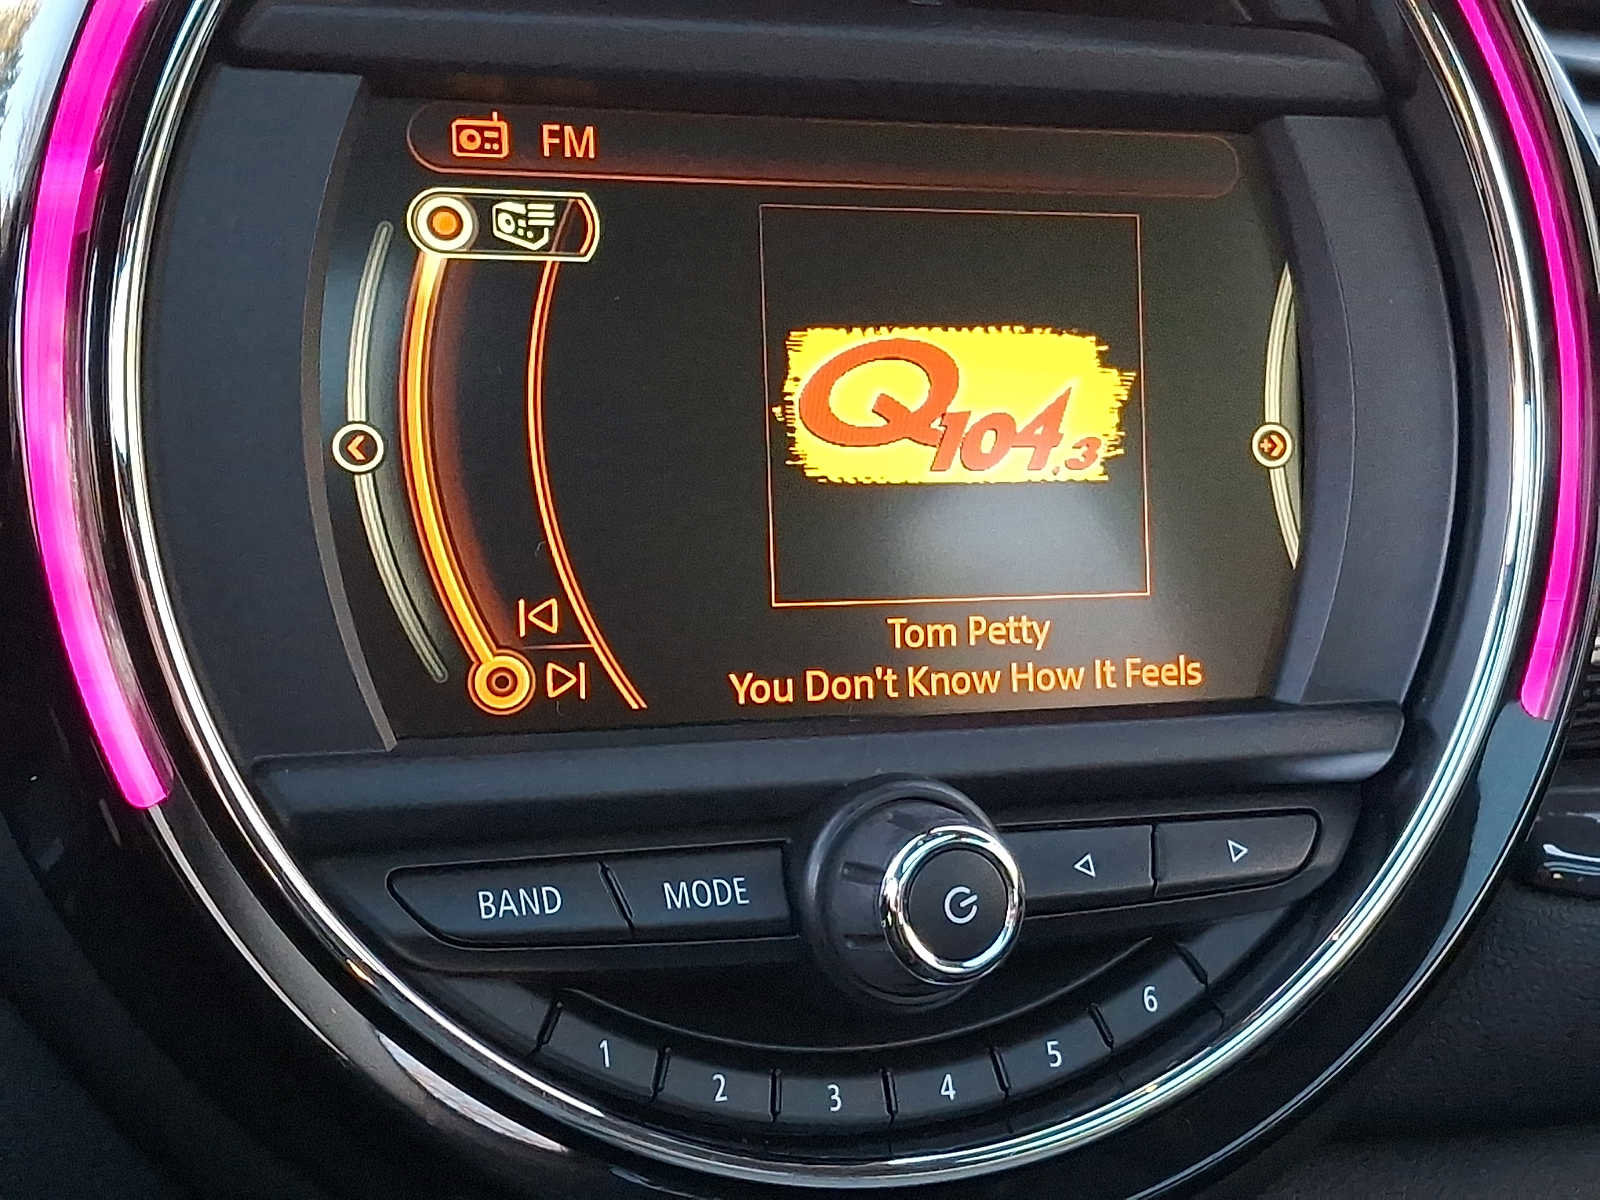 FM
Q104.3
Tom Petty
You Don't Know How It Feels
BAND
MODE
1
2
3
4
5
6